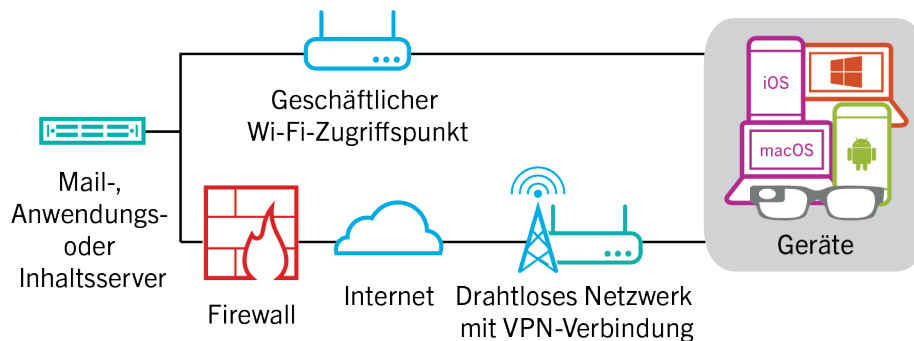 Geschäftlicher
Wi-Fi-Zugriffspunkt
Mail-,
Anwendungs-
oder
Inhaltsserver
Firewall
Internet
Drahtloses Netzwerk
mit VPN-Verbindung
iOS
macOS
Geräte